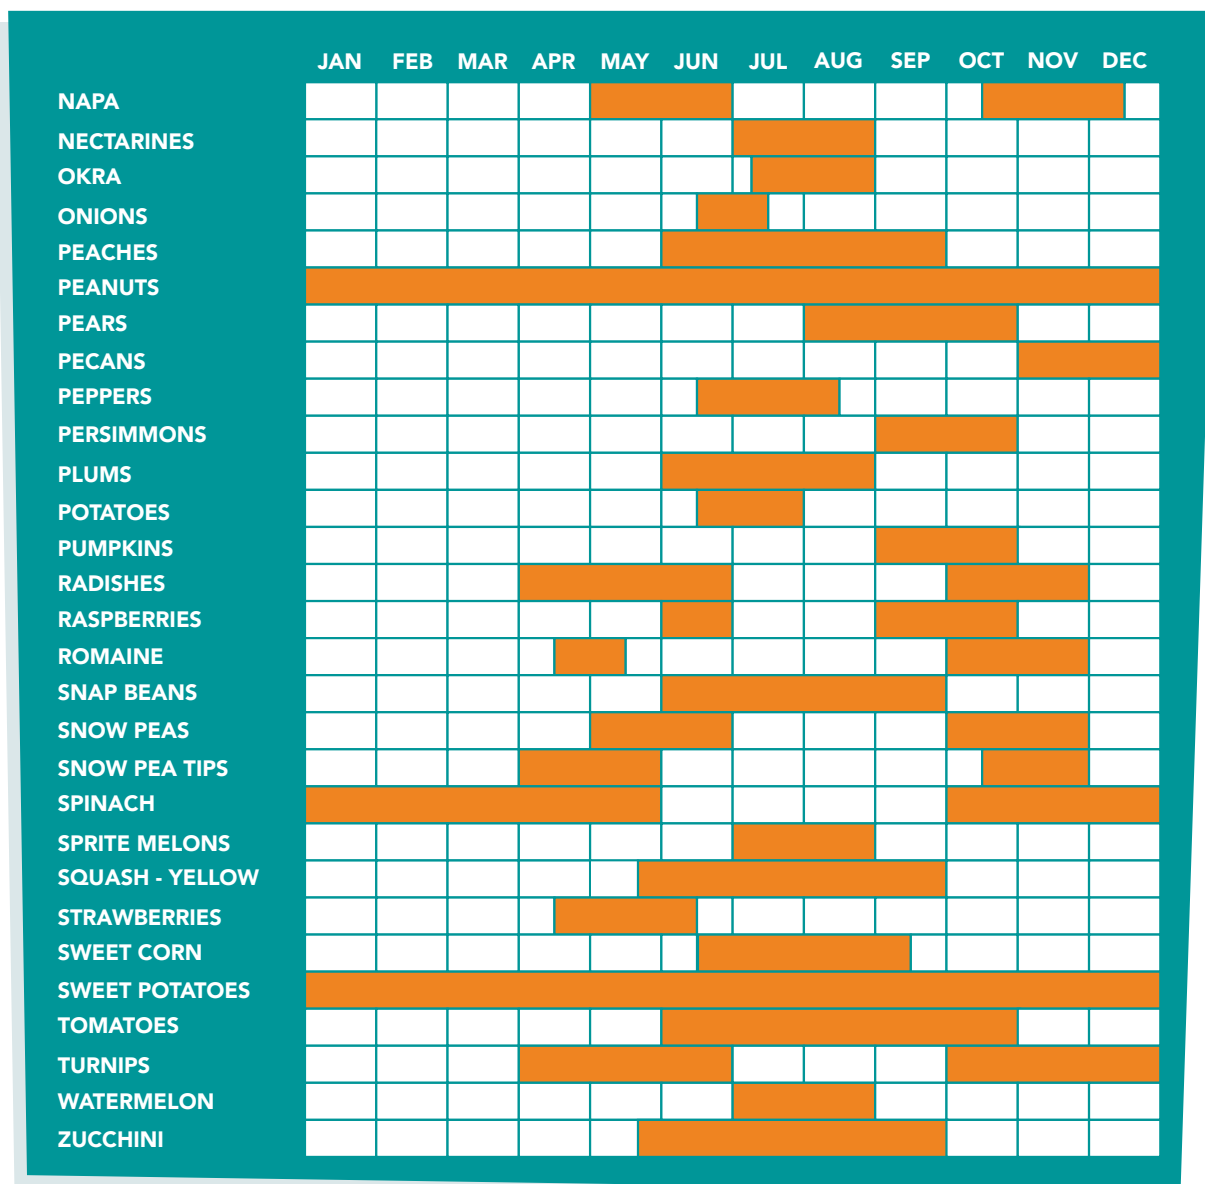 JAN FEB MAR APR MAY JUN JUL AUG SEP OCT NOV DEC
NAPA
NECTARINES
OKRA
ONIONS
PEACHES
PEANUTS
PEARS
PECANS
PEPPERS
PERSIMMONS
PLUMS
POTATOES
PUMPKINS
RADISHES
RASPBERRIES
ROMAINE
SNAP BEANS
SNOW PEAS
SNOW PEA TIPS
SPINACH
SPRITE MELONS
SQUASH - YELLOW
STRAWBERRIES
SWEET CORN
SWEET POTATOES
TOMATOES
TURNIPS
WATERMELON
ZUCCHINI